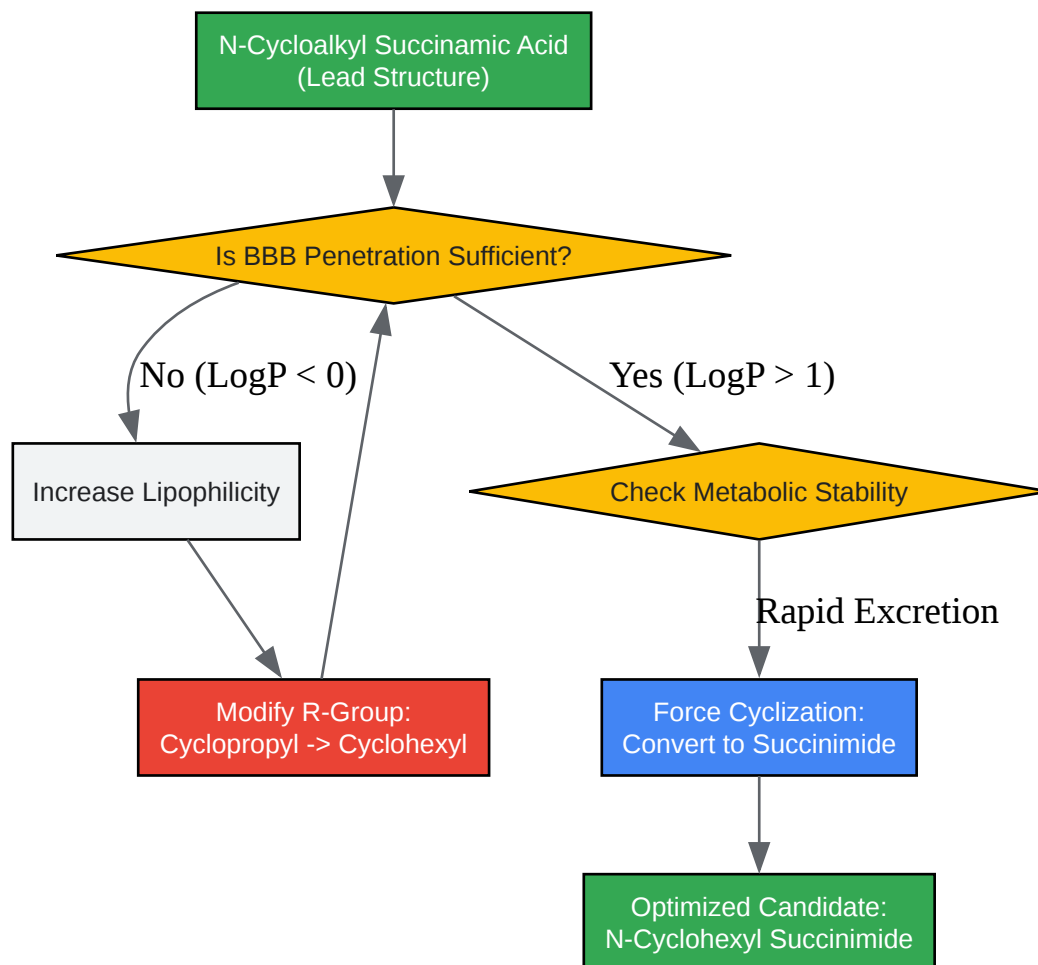 N-Cycloalkyl Succinamic Acid
(Lead Structure)
Is BBB Penetration Sufficient?
No (LogP < 0)
Yes (LogP > 1)
Increase Lipophilicity
Check Metabolic Stability
Rapid Excretion
Modify R-Group:
Cyclopropyl -> Cyclohexyl
Force Cyclization:
Convert to Succinimide
Optimized Candidate:
N-Cyclohexyl Succinimide